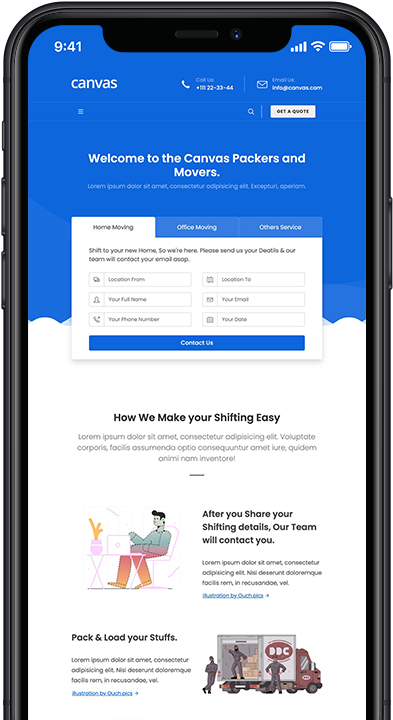 9:41
canvas
Call Us:
+111 22-33-44
Email Us:
info@canvas.com
GET A QUOTE
Welcome to the Canvas Packers and
Movers.
Lorem ipsum dolor sit amet, consectetur adipisicing elit. Excepturi, aperiam.
Home Moving
Office Moving
Others Service
Shift to your new Home, So we're here. Please send us your Deatils & our
team will contact your email asap.
Location From
Location To
Your Full Name
Your Email
Your Phone Number
Your Date
Contact Us
How We Make your Shifting Easy
Lorem ipsum dolor sit amet, consectetur adipisicing elit. Voluptate
corporis, facilis assumenda optio consequuntur amet iure, quidem
animi nam inventore!
After you Share your
Shifting details, Our Team
will contact you.
Lorem ipsum dolor sit amet, consectetur
adipisicing elit. Nisi deserunt doloremque
facilis rem, in recusandae, vel.
Illustration by Ouch.pics →
Pack & Load your Stuffs.
Lorem ipsum dolor sit amet, consectetur
adipisicing elit. Nisi deserunt doloremque
facilis rem, in recusandae, vel.
Illustration by Ouch.pics →
DDC
DDC